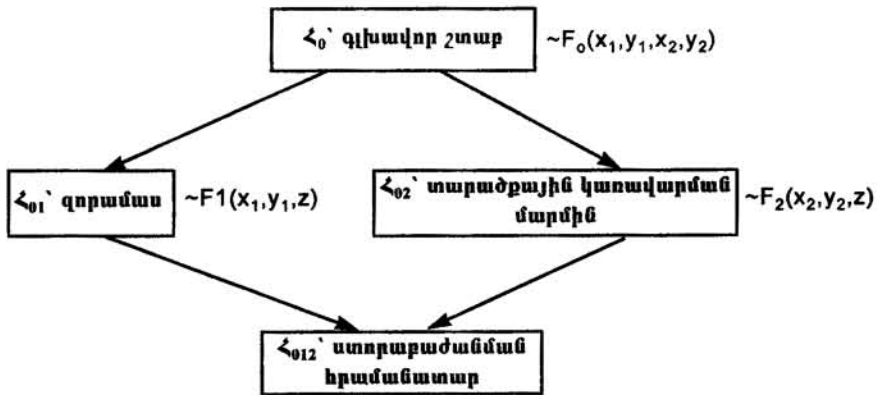 Հ₀՝ գլխավոր շտաբ
~F₀(x₁,y₁,x₂,y₂)
Հ₀₁՝ զորամաս
~F1(x₁,y₁,z)
Հ₀₂՝ տարածքային կառավարման
մարմին
~F₂(x₂,y₂,z)
Հ₀₁₂՝ ստորաբաժանման
հրամանատար